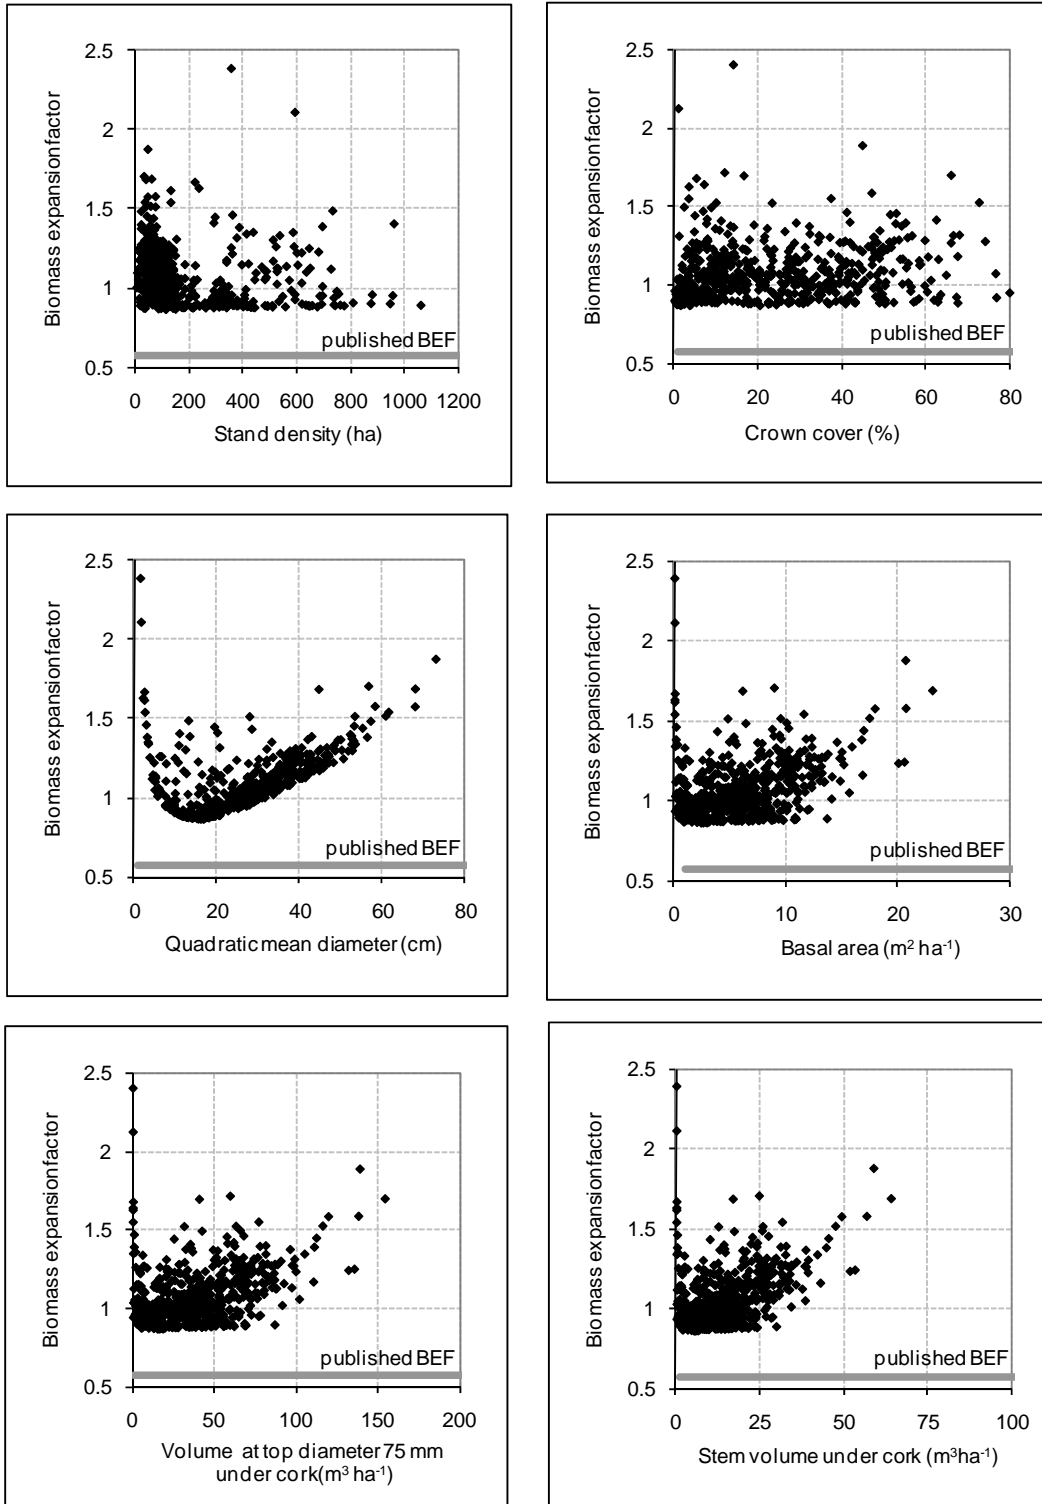 2.5
2
1.5
1
0.5
Biomass expansionfactor
published BEF
0 200 400 600 800 1000 1200
Stand density (ha)
2.5
2
1.5
1
0.5
Biomass expansionfactor
published BEF
0 20 40 60 80
Crown cover (%)
2.5
2
1.5
1
0.5
Biomass expansionfactor
published BEF
0 20 40 60 80
Quadratic mean diameter (cm)
2.5
2
1.5
1
0.5
Biomass expansionfactor
published BEF
0 10 20 30
Basal area (m² ha⁻¹)
2.5
2
1.5
1
0.5
Biomass expansionfactor
published BEF
0 50 100 150 200
Volume at top diameter 75 mm
under cork(m³ ha⁻¹)
2.5
2
1.5
1
0.5
Biomass expansionfactor
published BEF
0 25 50 75 100
Stem volume under cork (m³ha⁻¹)